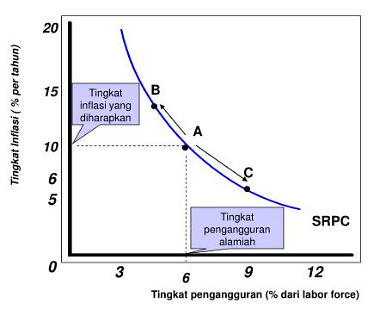 20
Tingkat Inflasi ( % per tahun)
15
Tingkat
inflasi yang
diharapkan
B
A
10
C
6
5
Tingkat
pengangguran
alamiah
SRPC
0
3
6
9
12
Tingkat pengangguran (% dari labor force)